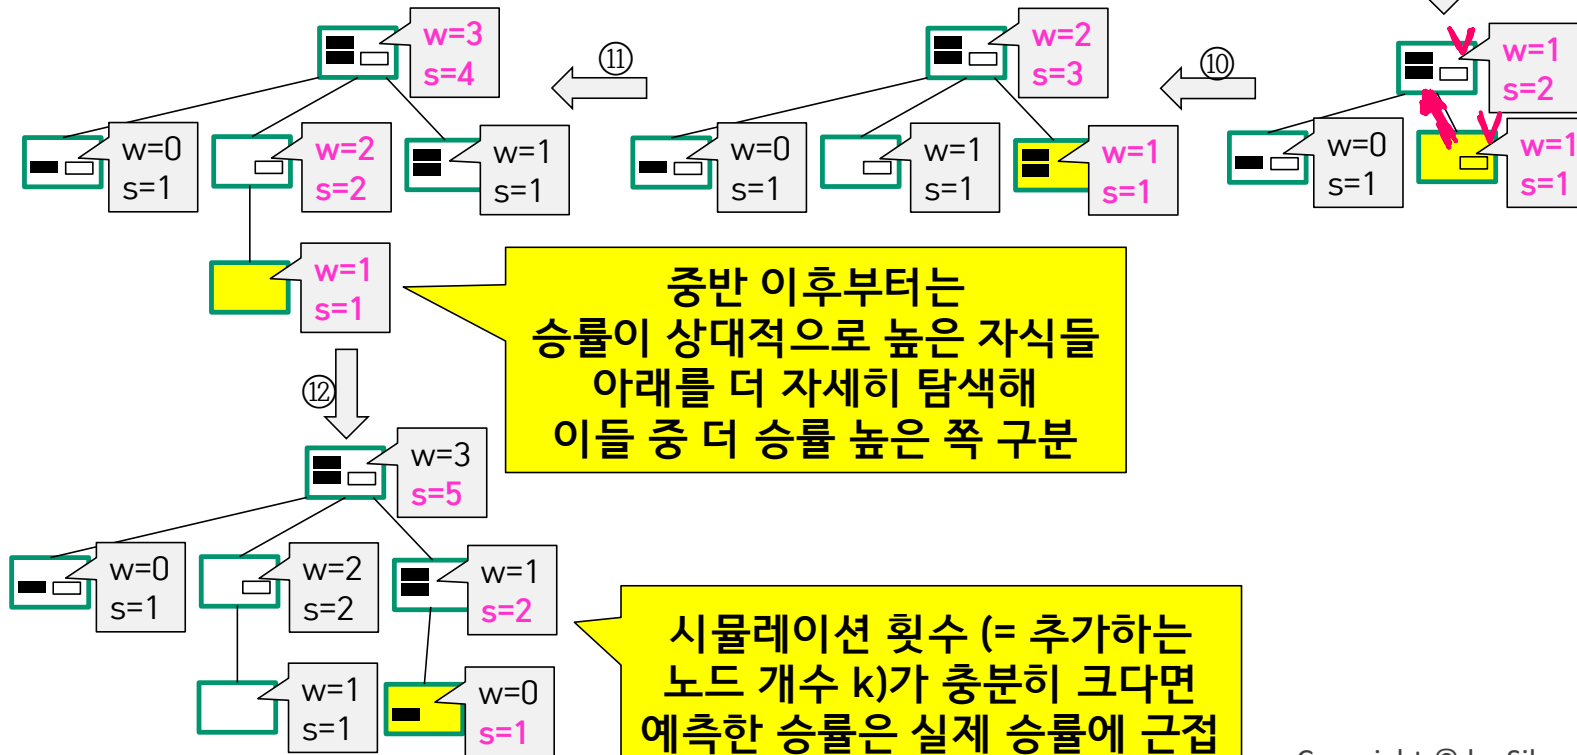 w=3
s=4
⑪
w=2
s=3
⑩
w=1
s=2
w=0
s=1
w=2
s=2
w=1
s=1
w=0
s=1
w=1
s=1
w=1
s=1
w=0
s=1
w=1
s=1
w=1
s=1
중반 이후부터는
승률이 상대적으로 높은 자식들
아래를 더 자세히 탐색해
이들 중 더 승률 높은 쪽 구분
⑫
w=3
s=5
w=0
s=1
w=2
s=2
w=1
s=2
w=1
s=1
w=0
s=1
시뮬레이션 횟수 (= 추가하는
노드 개수 k)가 충분히 크다면
예측한 승률은 실제 승률에 근접